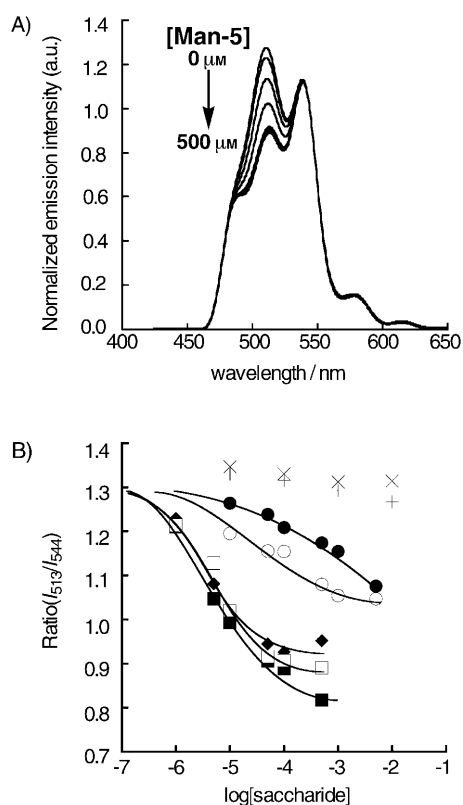 A)
[Man-5]
0 μM
500 μM
Normalized emission intensity (a.u.)
1.4
1.2
1.0
0.8
0.6
0.4
0.2
0.0
400 450 500 550 600 650
wavelength / nm
B)
Ratio(I513/I544)
1.4
1.3
1.2
1.1
1.0
0.9
0.8
0.7
-7 -6 -5 -4 -3 -2 -1
log[saccharide]